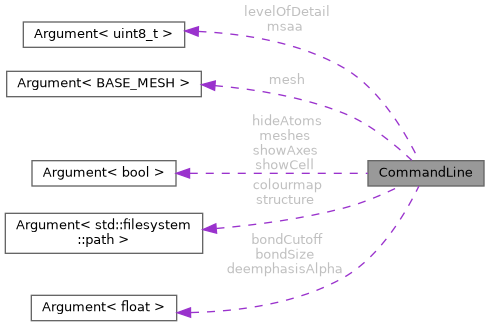 levelOfDetail
msaa
Argument< uint8_t >
mesh
Argument< BASE_MESH >
hideAtoms
meshes
showAxes
showCell
Argument< bool >
CommandLine
colourmap
structure
Argument< std::filesystem
::path >
bondCutoff
bondSize
deemphasisAlpha
Argument< float >